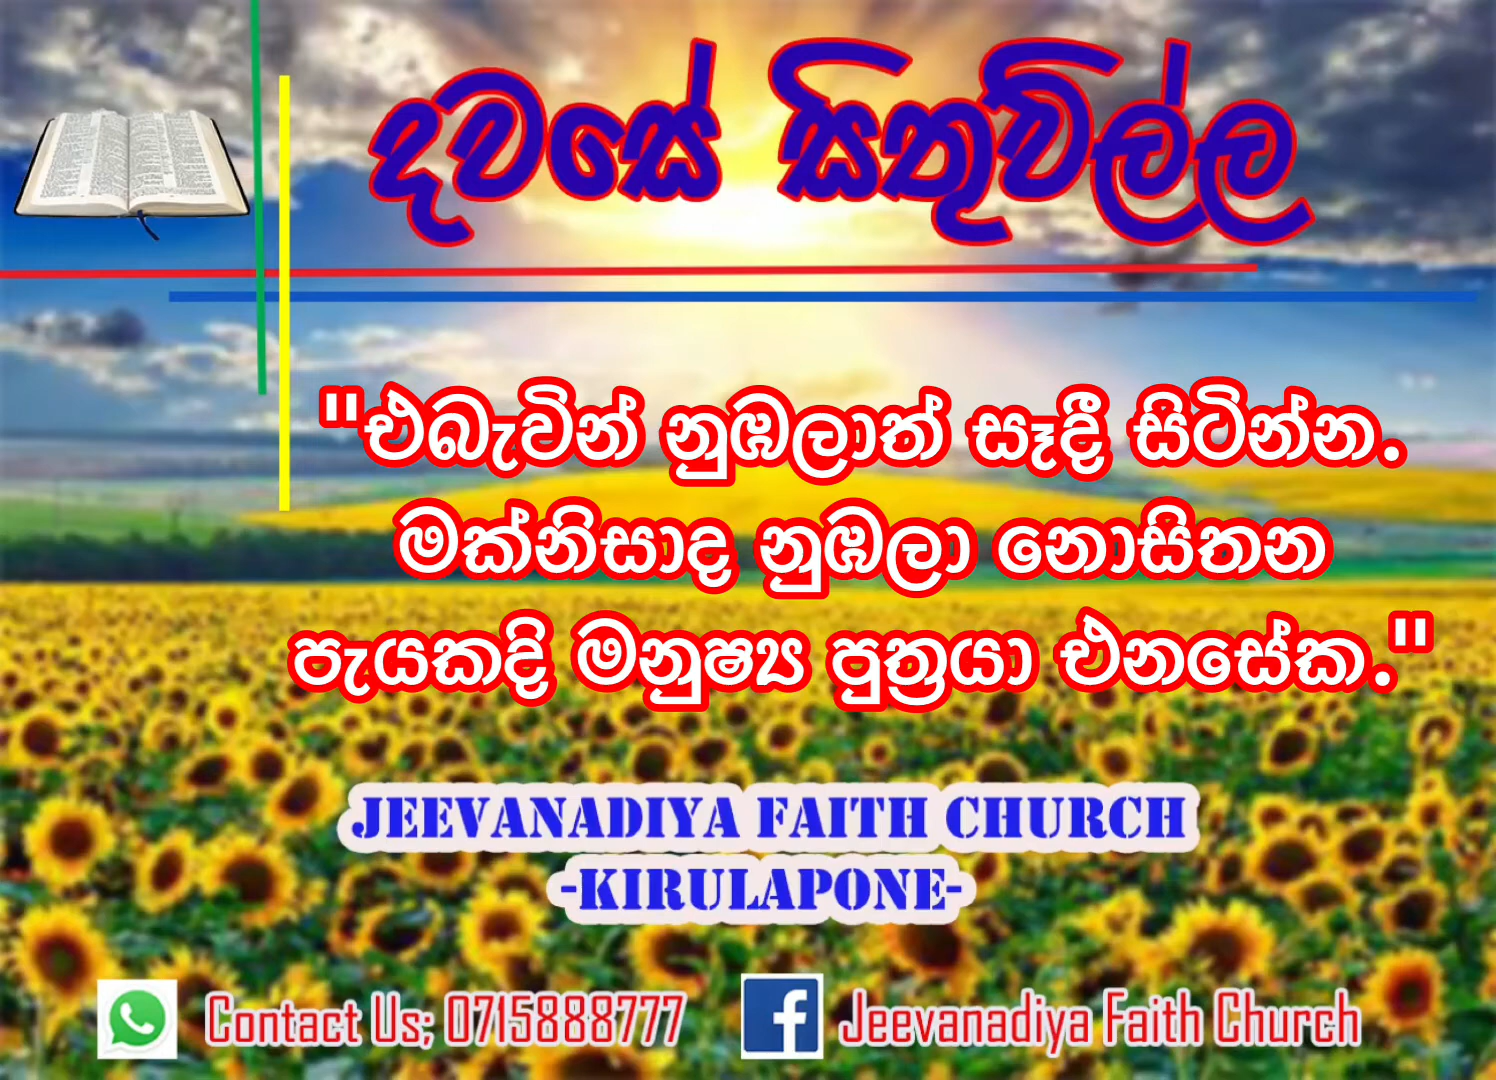 දවසේ සිතුවිල්ල
"එබැවින් නුඹලාත් සෑදී සිටින්න.
මක්නිසාද නුඹලා නොසිතන
පැයකදි මනුෂ්‍ය පුත්‍රයා එනසේක."
JEEVANADIYA FAITH CHURCH
-KIRULAPONE-
Contact Us; 0715888777
Jeevanadiya Faith Church